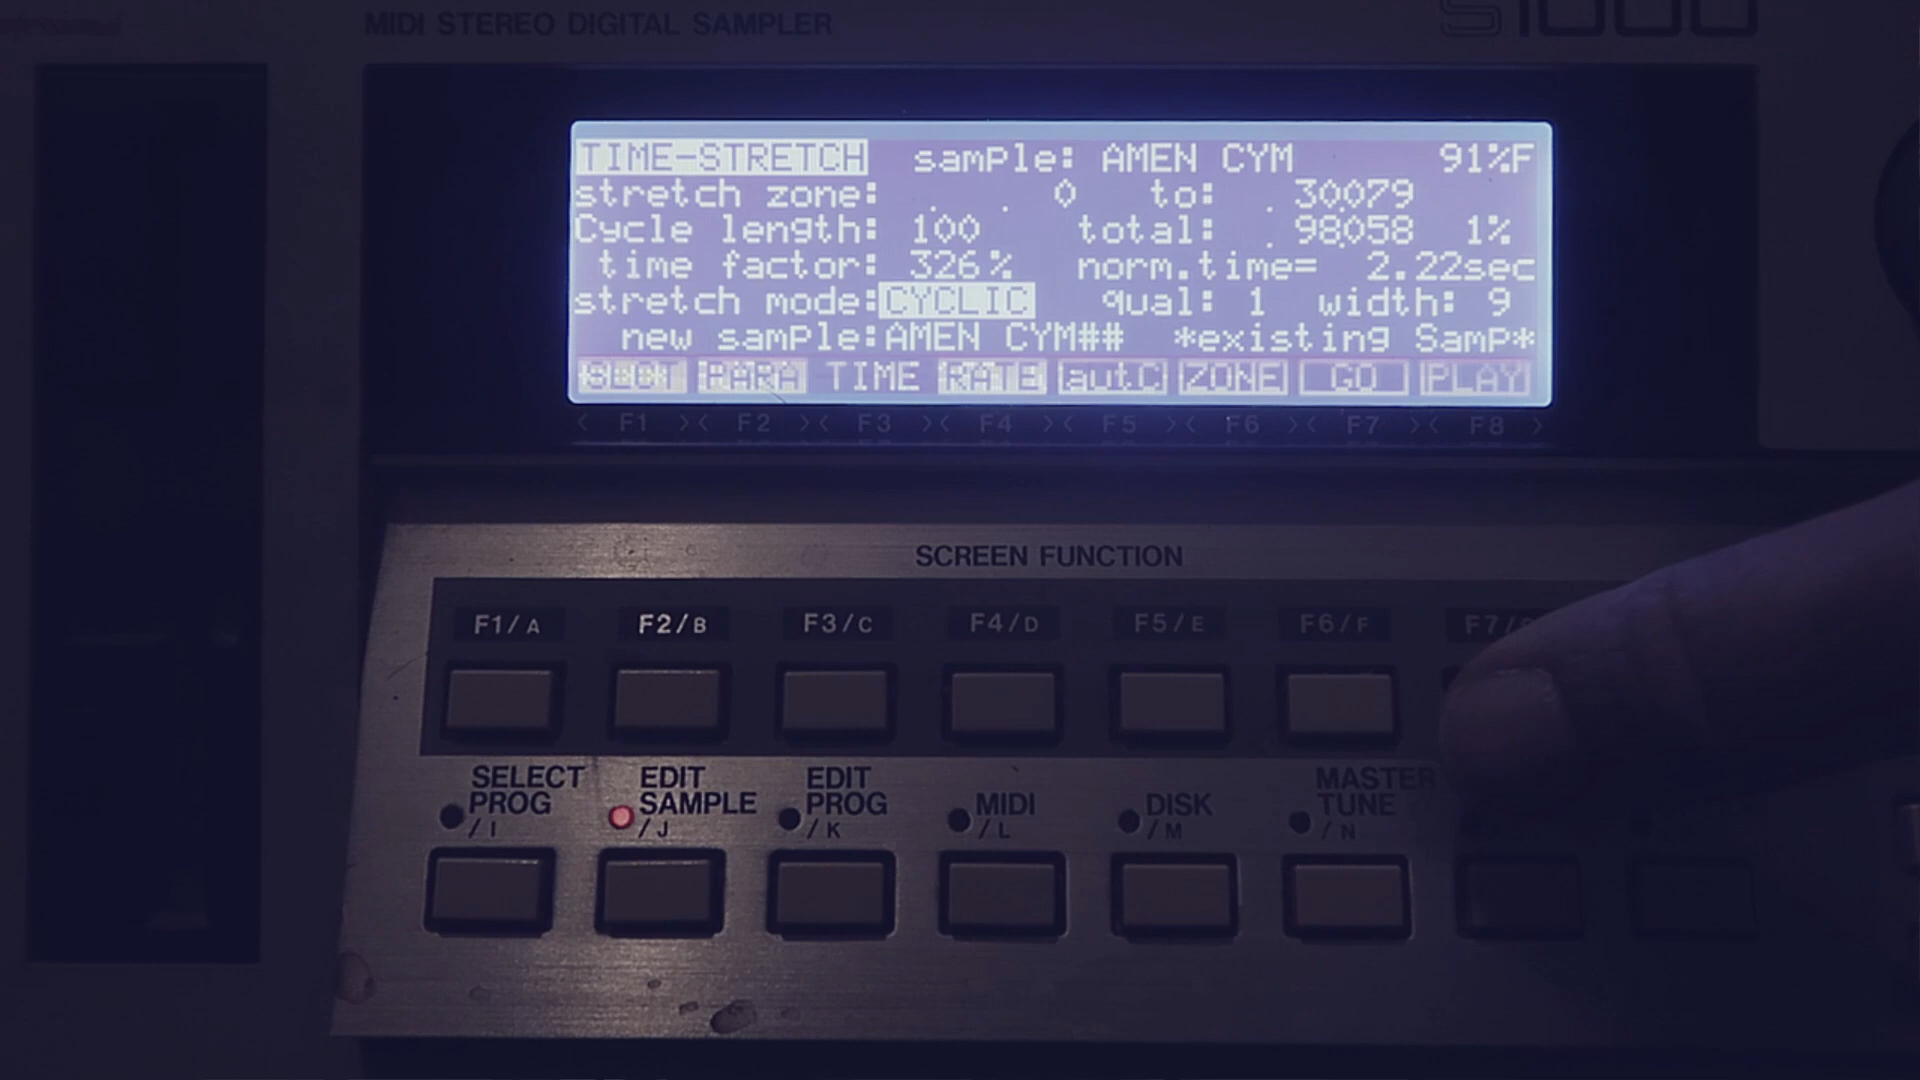 MIDI STEREO DIGITAL SAMPLER
S1000
TIME-STRETCH sample: AMEN CYM 91%F
stretch zone: 0 to: 30079
Cycle length: 100 total: 98058 1%
time factor: 326% norm.time= 2.22sec
stretch mode:CYCLIC qual: 1 width: 9
new sample:AMEN CYM## *existing Samp*
SLCT PARA TIME RATE autC ZONE GO PLAY
< F1 >< F2 >< F3 >< F4 >< F5 >< F6 >< F7 >< F8 >
SCREEN FUNCTION
F1/A F2/B F3/C F4/D F5/E F6/F F7/
SELECT PROG /I
EDIT SAMPLE /J
EDIT PROG /K
MIDI /L
DISK /M
MASTER TUNE /N